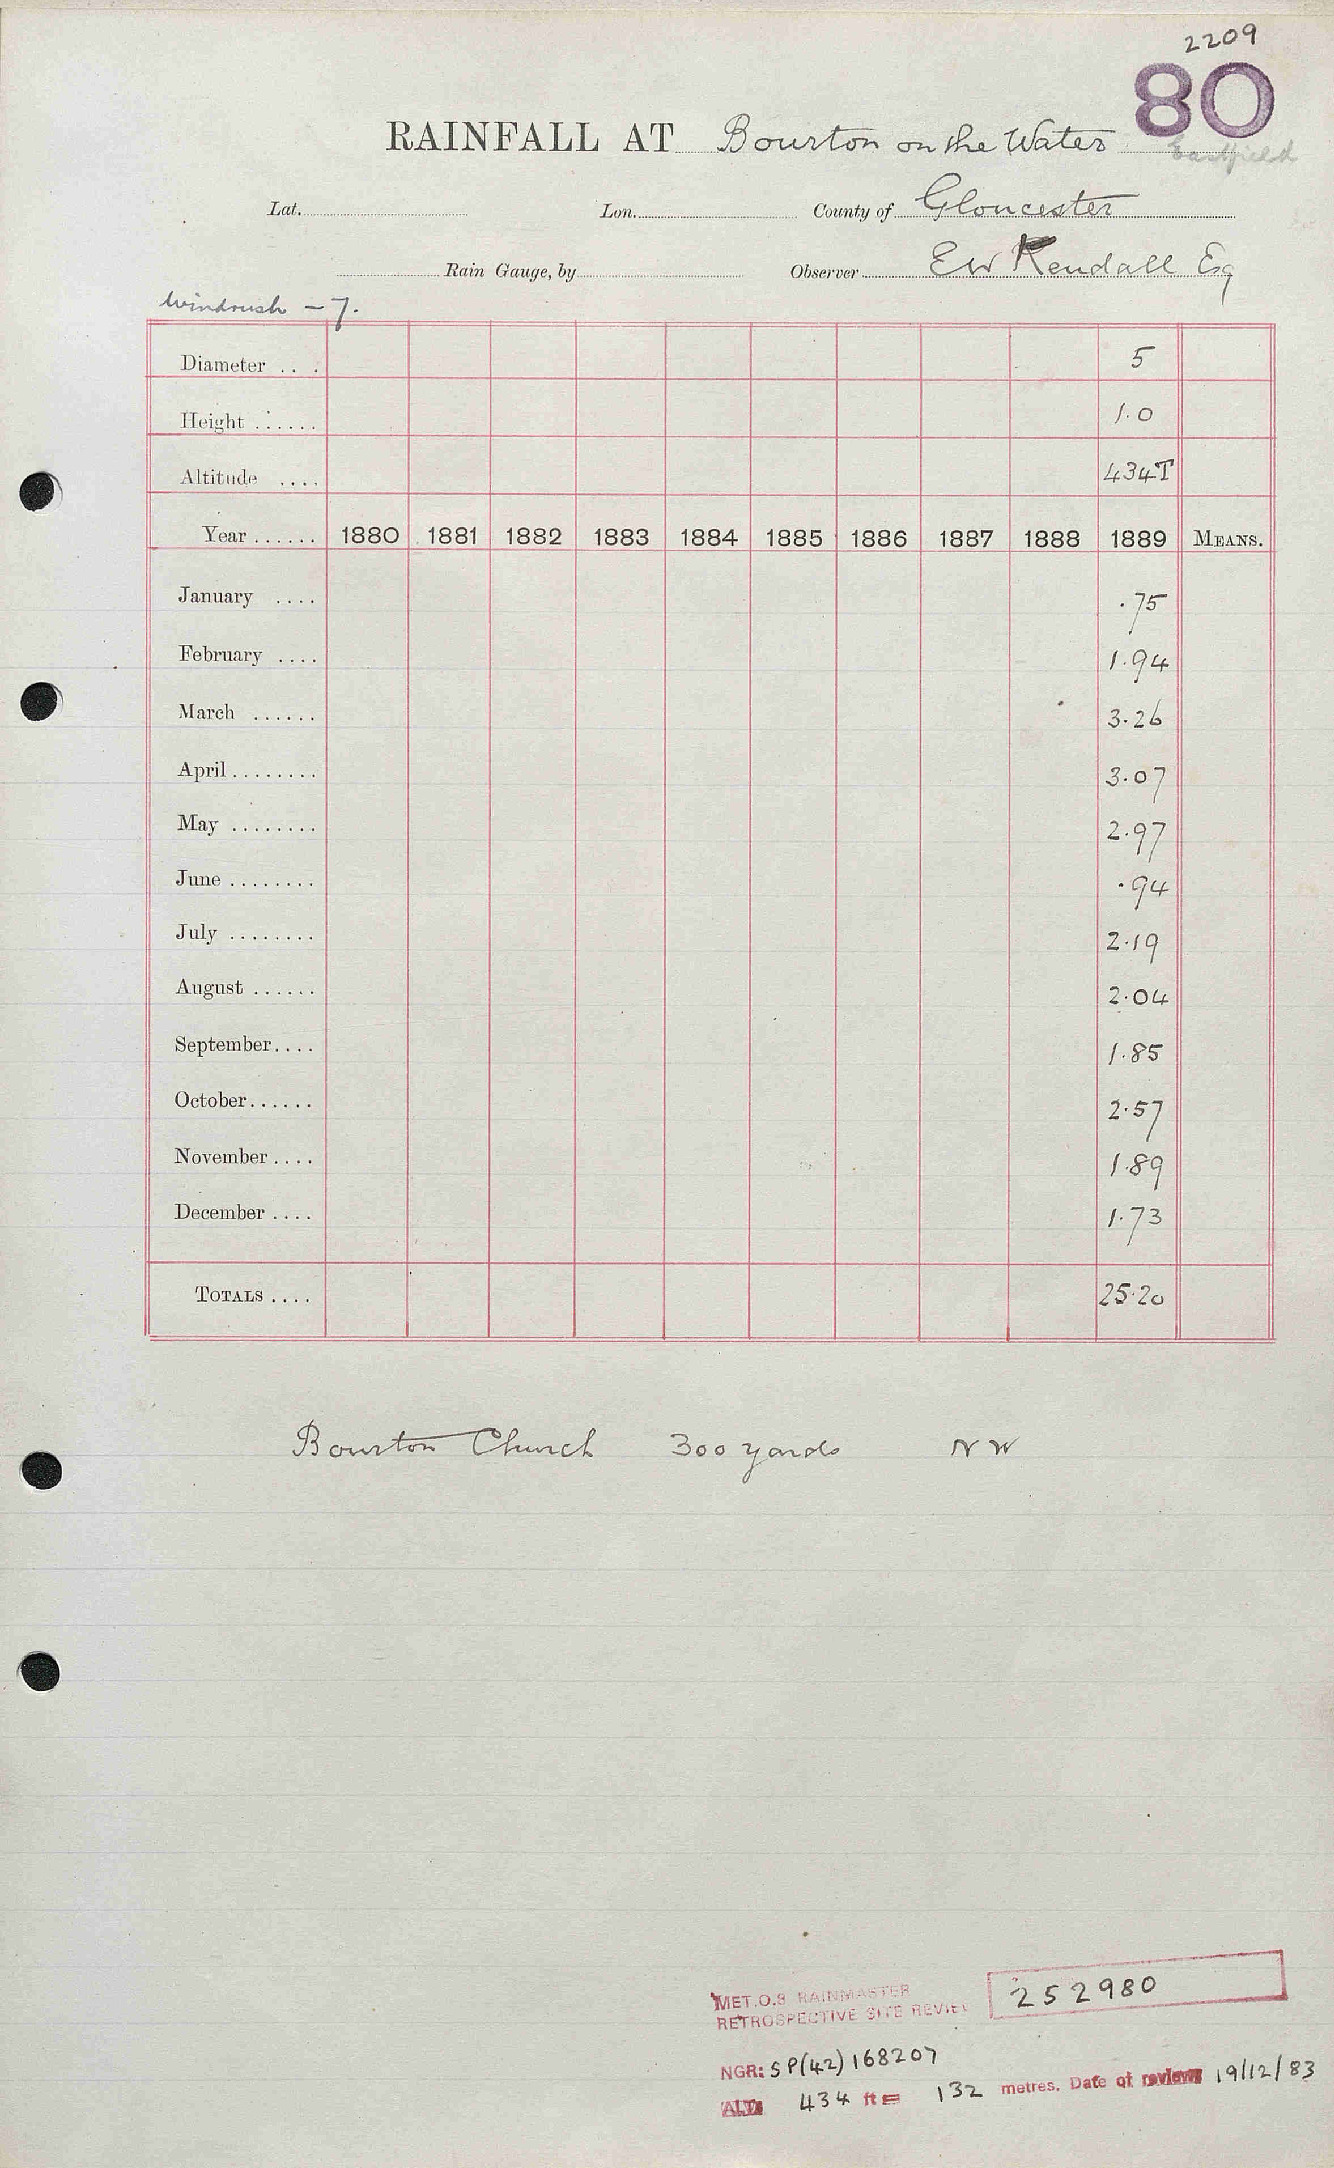 2209
80
RAINFALL AT Bourton on the Water
Eastfield
Lat. Lon. County of Gloucester
Rain Gauge, by Observer EW Kendall Esq
Windrush - 7.
Diameter ... 5
Height ...... 1.0
Altitude .... 434T
Year ...... 1880 1881 1882 1883 1884 1885 1886 1887 1888 1889 MEANS.
January .... .75
February .... 1.94
March ...... 3.26
April ........ 3.07
May ........ 2.97
June ........ .94
July ........ 2.19
August ...... 2.04
September.... 1.85
October...... 2.57
November .... 1.89
December .... 1.73
TOTALS .... 25.20
Bourton Church 300 yards NW
MET.O.8 RAINMASTER
RETROSPECTIVE SITE REVIEW
252980
NGR: SP(42)168207
ALT: 434 ft = 132 metres. Date of review 19/12/83